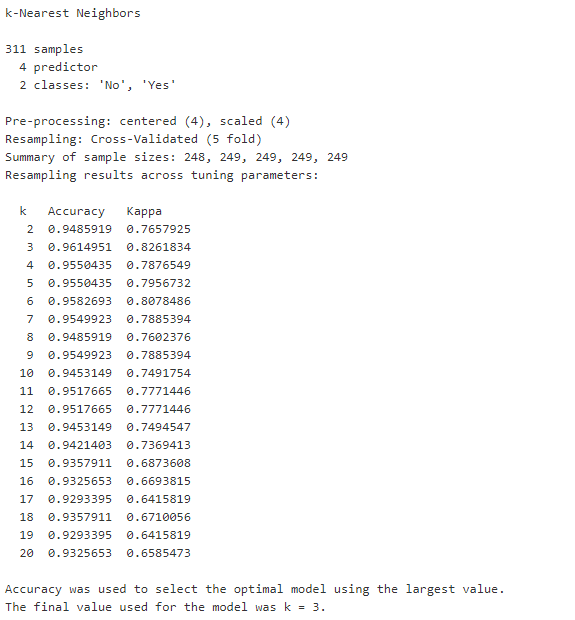 k-Nearest Neighbors
311 samples
4 predictor
2 classes: 'No', 'Yes'
Pre-processing: centered (4), scaled (4)
Resampling: Cross-Validated (5 fold)
Summary of sample sizes: 248, 249, 249, 249, 249
Resampling results across tuning parameters:
k Accuracy Kappa
2 0.9485919 0.7657925
3 0.9614951 0.8261834
4 0.9550435 0.7876549
5 0.9550435 0.7956732
6 0.9582693 0.8078486
7 0.9549923 0.7885394
8 0.9485919 0.7602376
9 0.9549923 0.7885394
10 0.9453149 0.7491754
11 0.9517665 0.7771446
12 0.9517665 0.7771446
13 0.9453149 0.7494547
14 0.9421403 0.7369413
15 0.9357911 0.6873608
16 0.9325653 0.6693815
17 0.9293395 0.6415819
18 0.9357911 0.6710056
19 0.9293395 0.6415819
20 0.9325653 0.6585473
Accuracy was used to select the optimal model using the largest value.
The final value used for the model was k = 3.